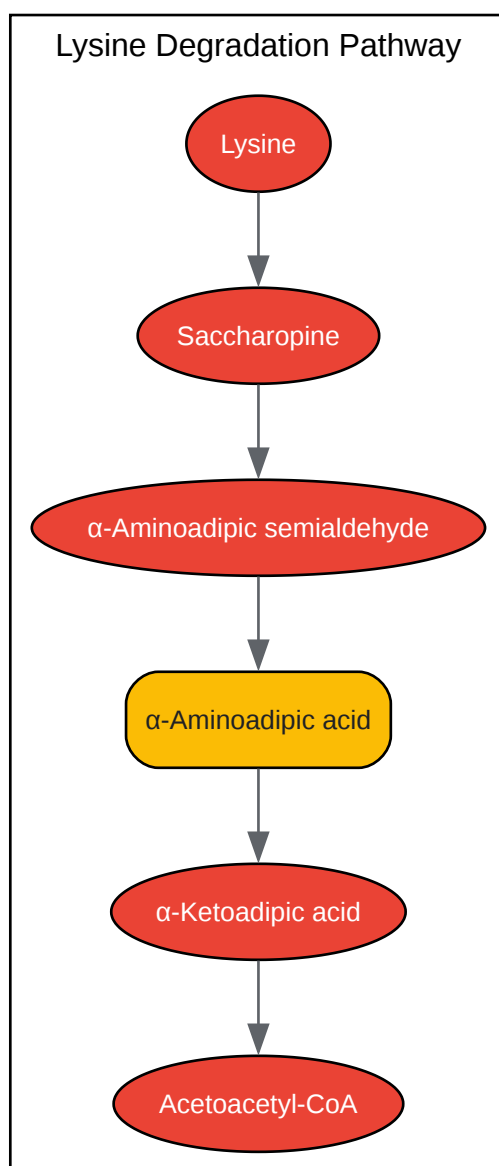 Lysine Degradation Pathway
Lysine
Saccharopine
α-Aminoadipic semialdehyde
α-Aminoadipic acid
α-Ketoadipic acid
Acetoacetyl-CoA